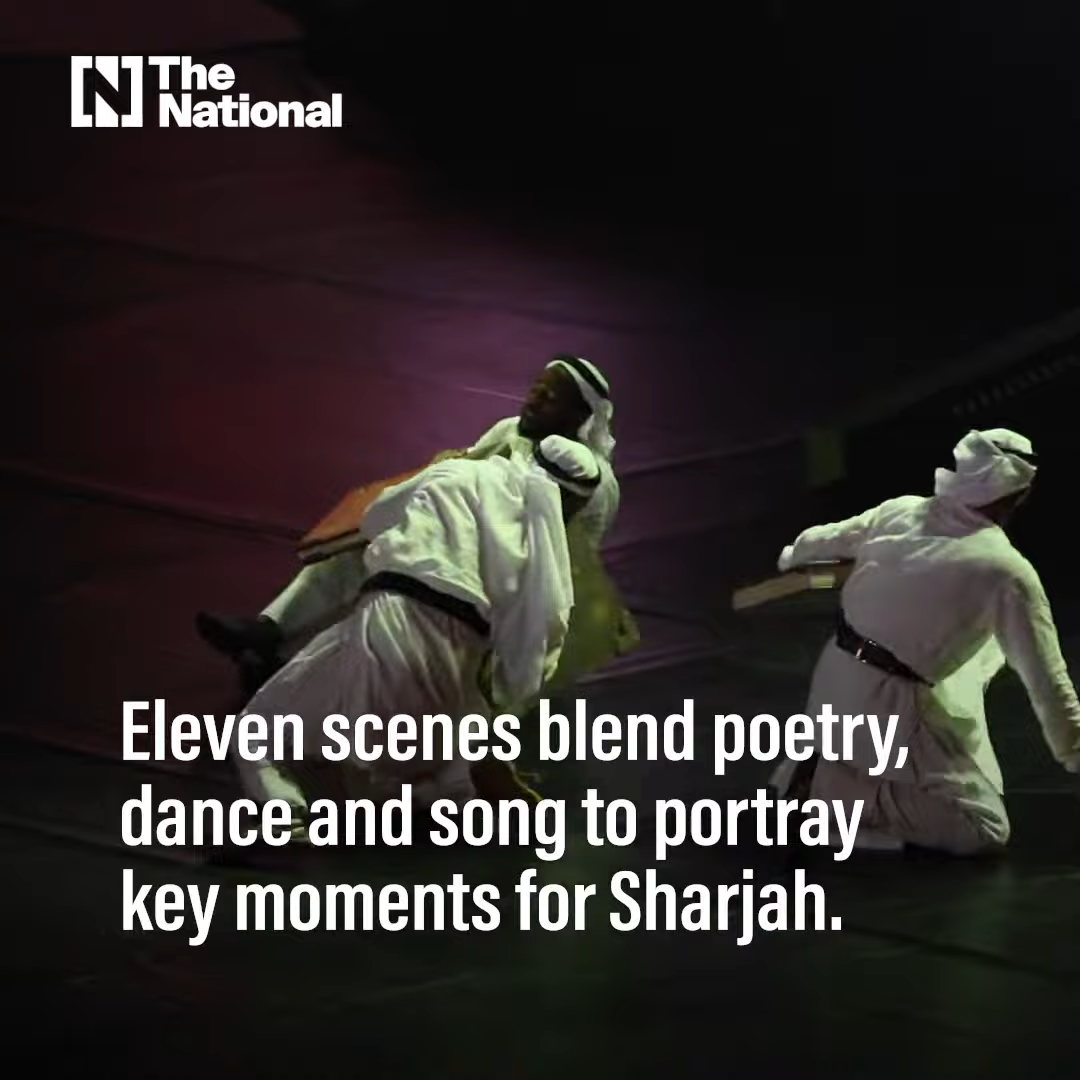 The
National
Eleven scenes blend poetry,
dance and song to portray
key moments for Sharjah.